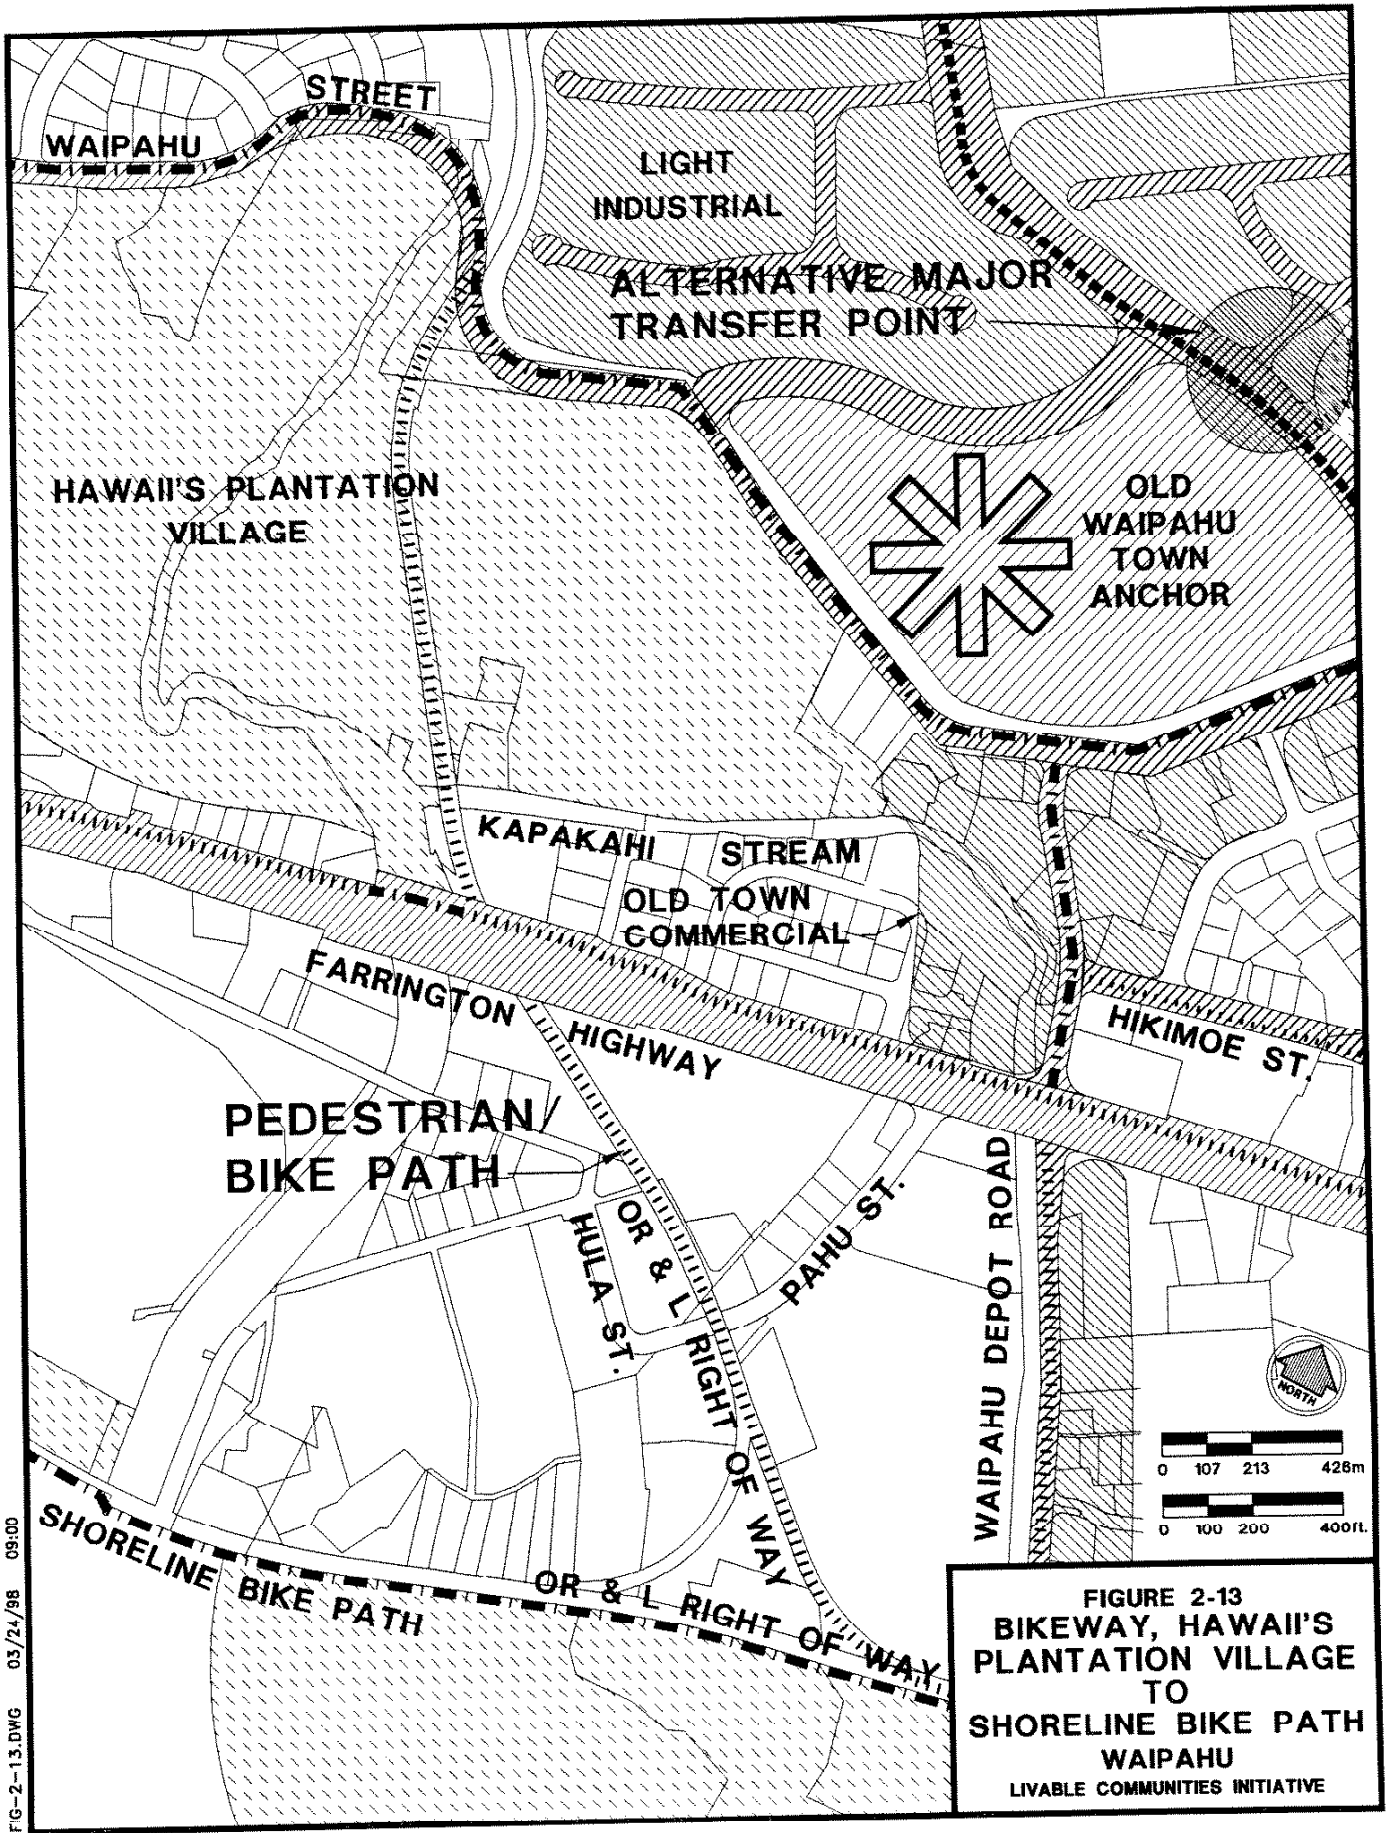 STREET
WAIPAHU
LIGHT
INDUSTRIAL
ALTERNATIVE MAJOR
TRANSFER POINT
HAWAII'S PLANTATION
VILLAGE
OLD
WAIPAHU
TOWN
ANCHOR
KAPAKAHI STREAM
OLD TOWN
COMMERCIAL
FARRINGTON HIGHWAY
HIKIMOE ST.
PEDESTRIAN/
BIKE PATH
HULA ST.
OR & L RIGHT OF WAY
PAHU ST.
WAIPAHU DEPOT ROAD
NORTH
0 107 213 426m
0 100 200 400ft.
SHORELINE BIKE PATH
OR & L RIGHT OF WAY
FIGURE 2-13
BIKEWAY, HAWAII'S
PLANTATION VILLAGE
TO
SHORELINE BIKE PATH
WAIPAHU
LIVABLE COMMUNITIES INITIATIVE
FIG-2-13.DWG 03/24/98 09:00